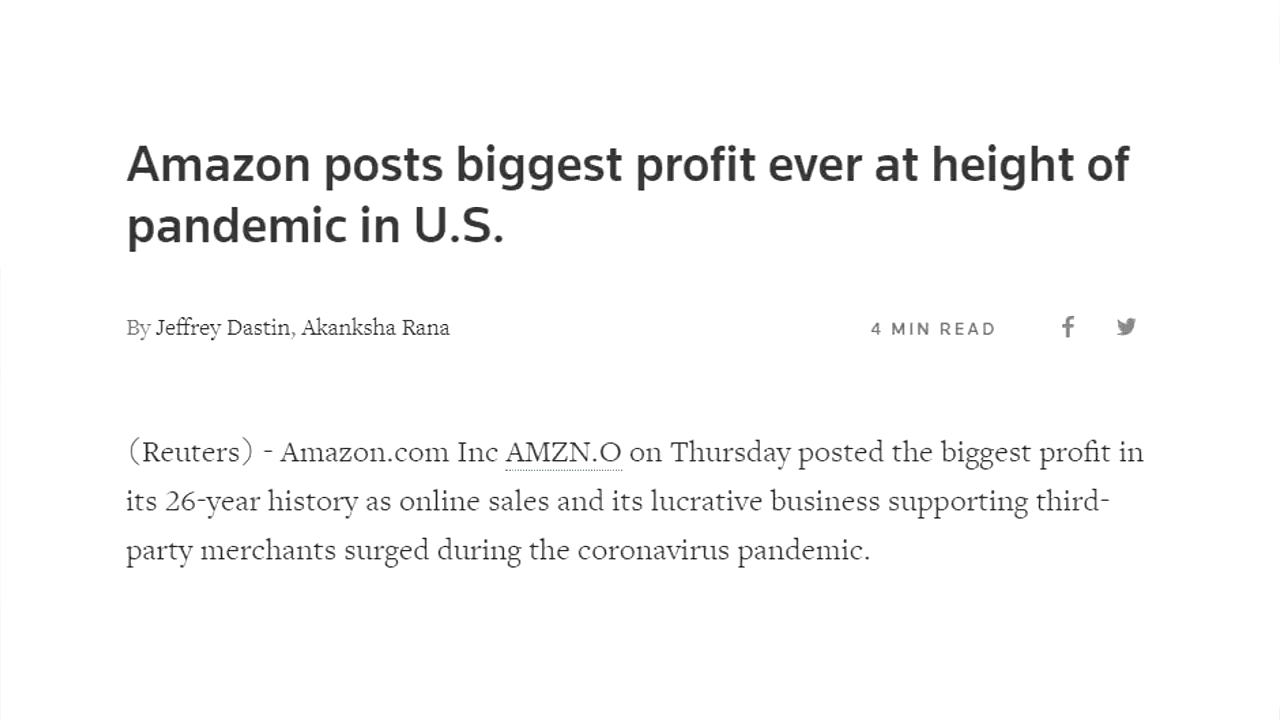 Amazon posts biggest profit ever at height of
pandemic in U.S.
By Jeffrey Dastin, Akanksha Rana
4 MIN READ
(Reuters) - Amazon.com Inc AMZN.O on Thursday posted the biggest profit in
its 26-year history as online sales and its lucrative business supporting third-
party merchants surged during the coronavirus pandemic.